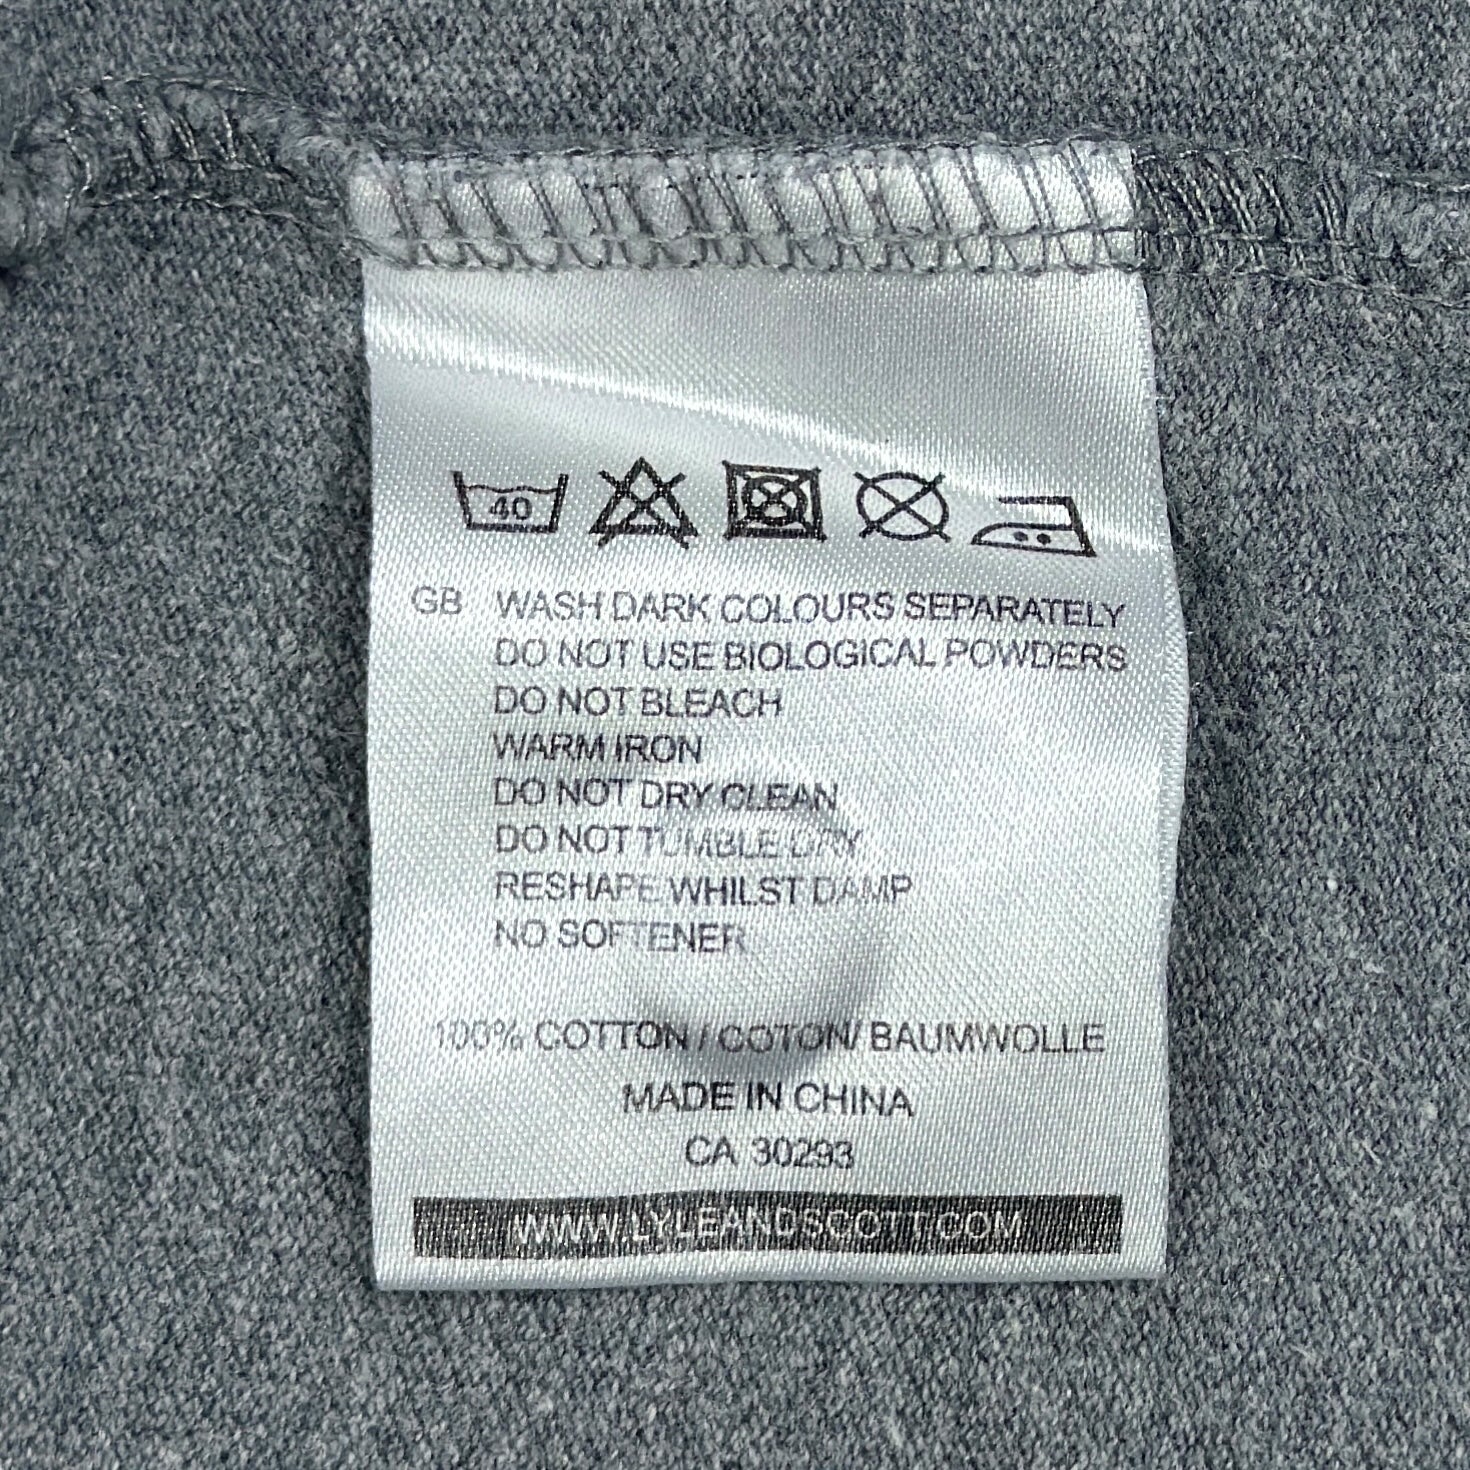 40
GB WASH DARK COLOURS SEPARATELY
DO NOT USE BIOLOGICAL POWDERS
DO NOT BLEACH
WARM IRON
DO NOT DRY CLEAN
DO NOT TUMBLE DRY
RESHAPE WHILST DAMP
NO SOFTENER
100% COTTON / COTON/ BAUMWOLLE
MADE IN CHINA
CA 30293
WWW.LYLEANDSCOTT.COM